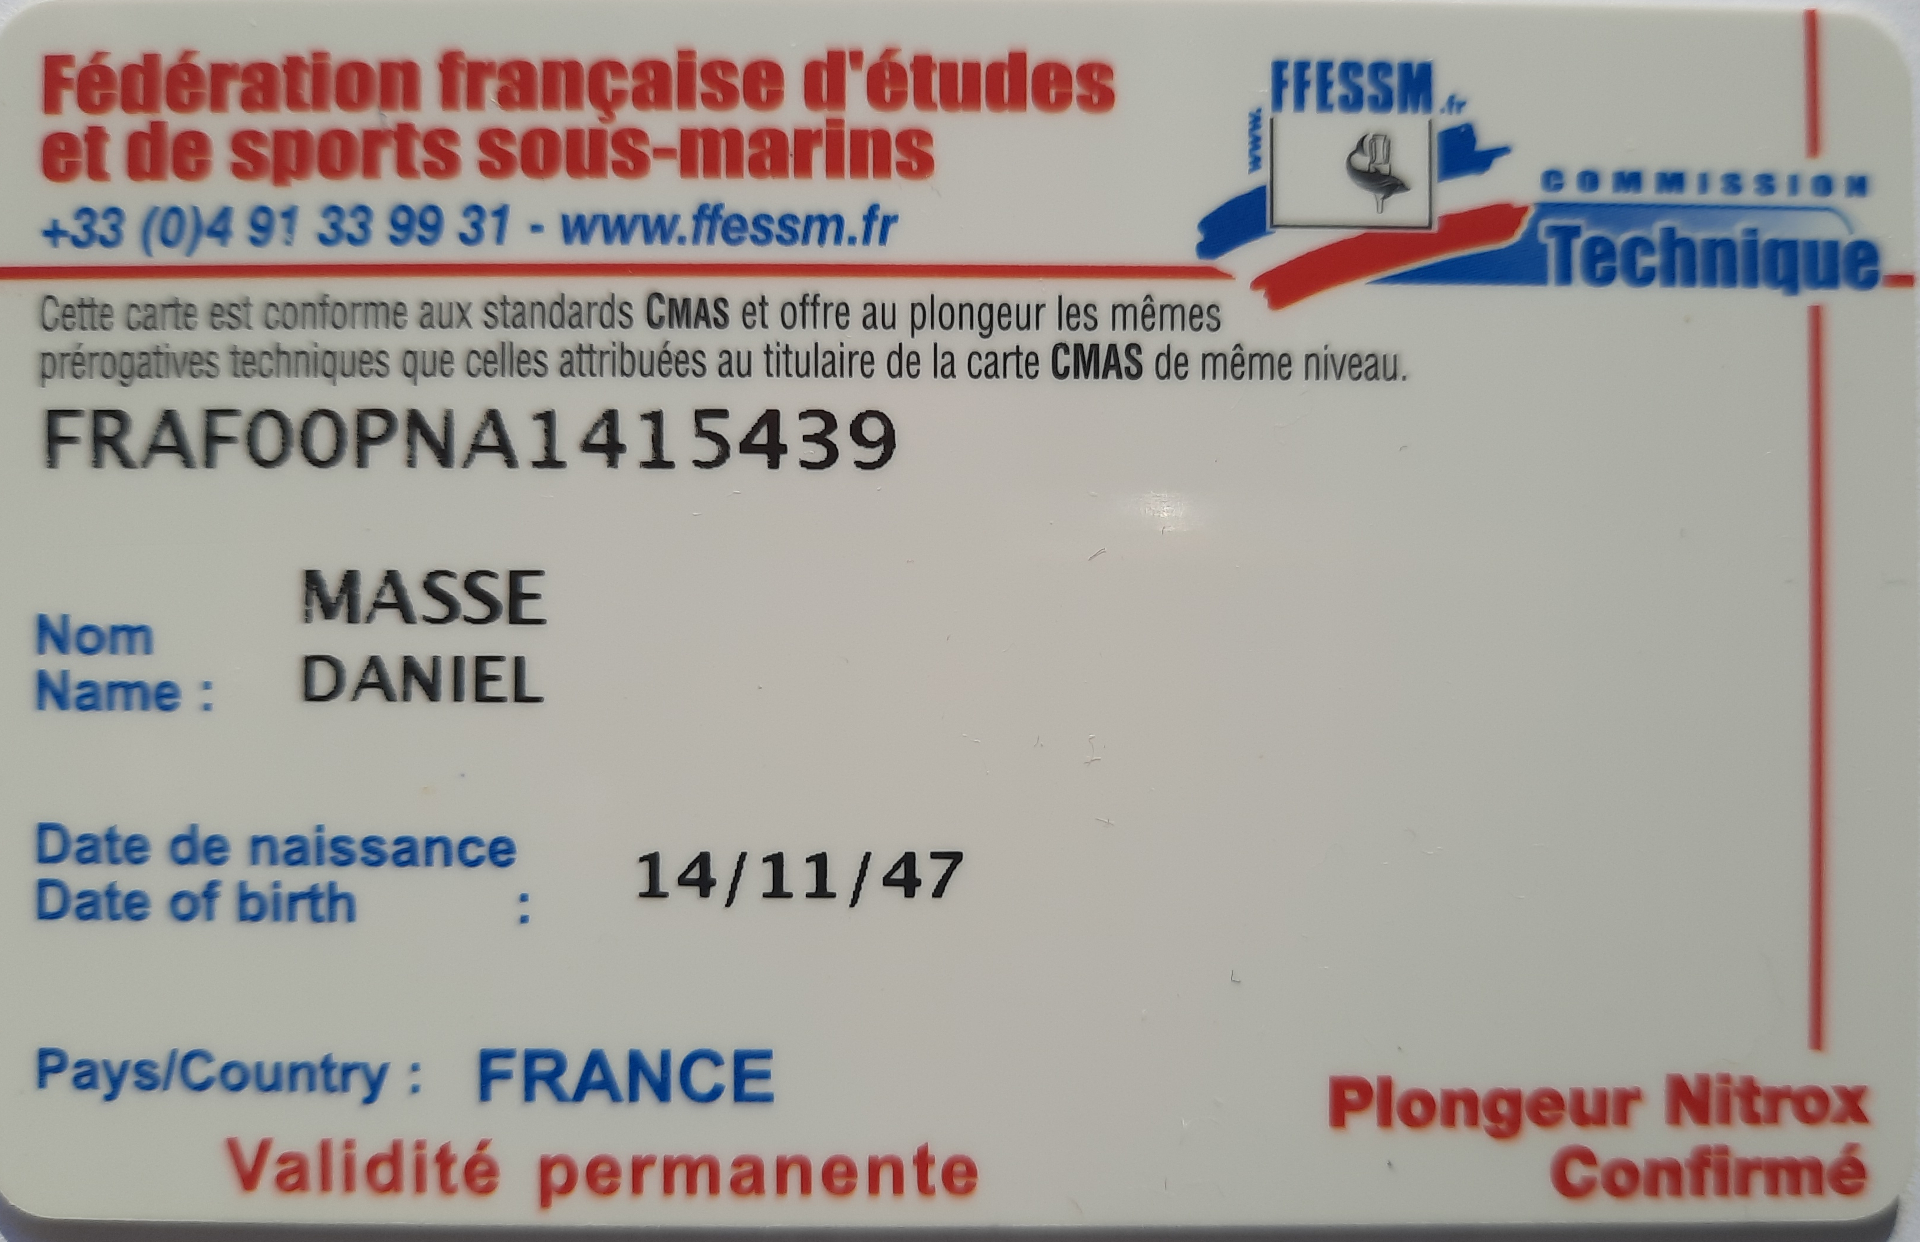 Fédération française d'études
et de sports sous-marins
+33 (0)4 91 33 99 31 - www.ffessm.fr
www.
FFESSM.fr
COMMISSION
Technique
Cette carte est conforme aux standards CMAS et offre au plongeur les mêmes
prérogatives techniques que celles attribuées au titulaire de la carte CMAS de même niveau.
FRAF00PNA1415439
MASSE
Nom
Name :
DANIEL
Date de naissance
Date of birth :
14/11/47
Pays/Country : FRANCE
Validité permanente
Plongeur Nitrox
Confirmé